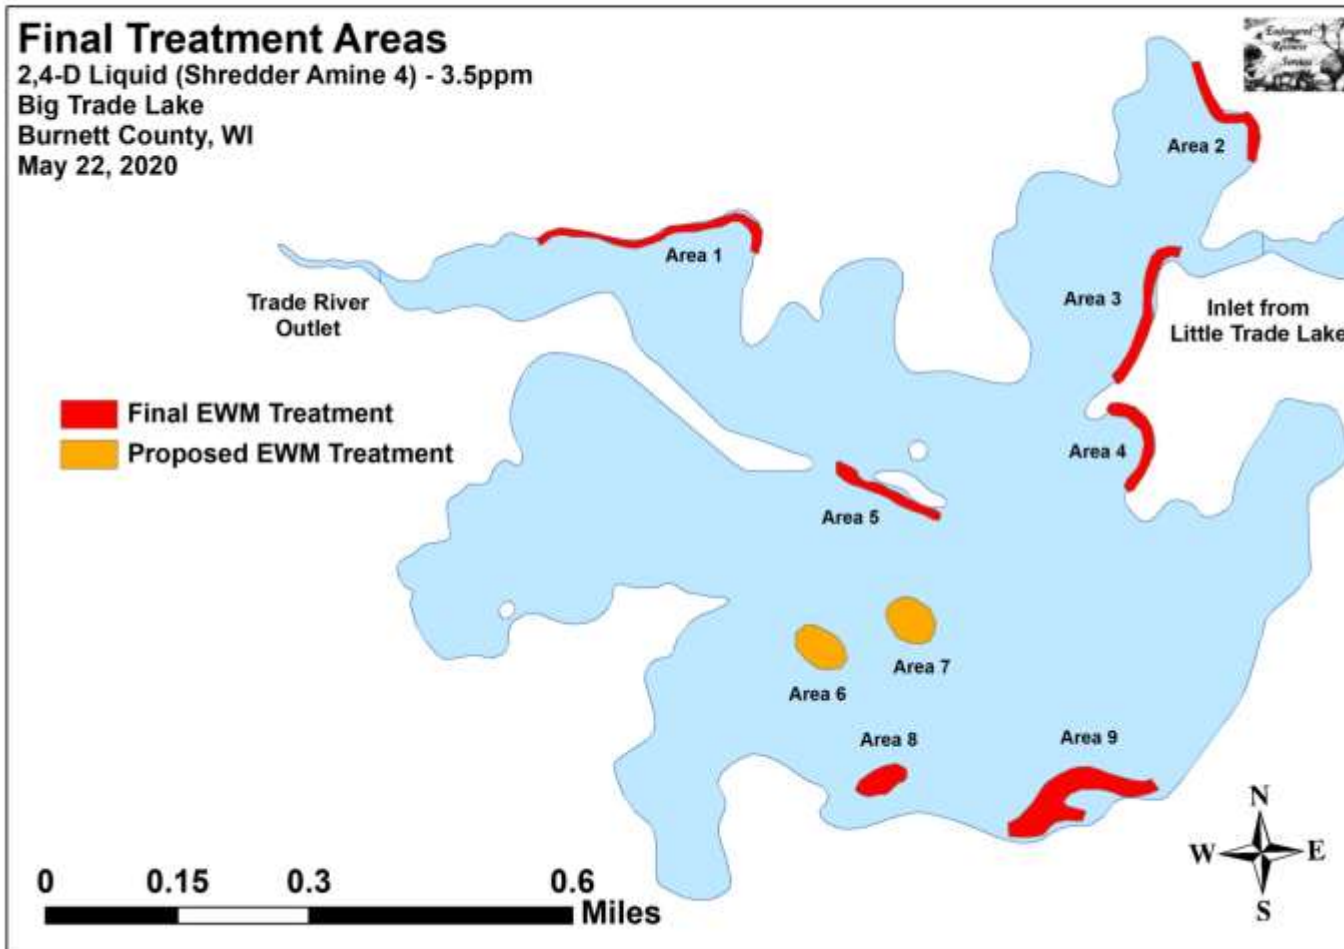 Final Treatment Areas
2,4-D Liquid (Shredder Amine 4) - 3.5ppm
Big Trade Lake
Burnett County, WI
May 22, 2020
Endangered
Resource
Services
Area 2
Area 1
Trade River
Outlet
Area 3
Inlet from
Little Trade Lake
Final EWM Treatment
Proposed EWM Treatment
Area 4
Area 5
Area 7
Area 6
Area 8
Area 9
N
W
E
S
0 0.15 0.3 0.6
Miles